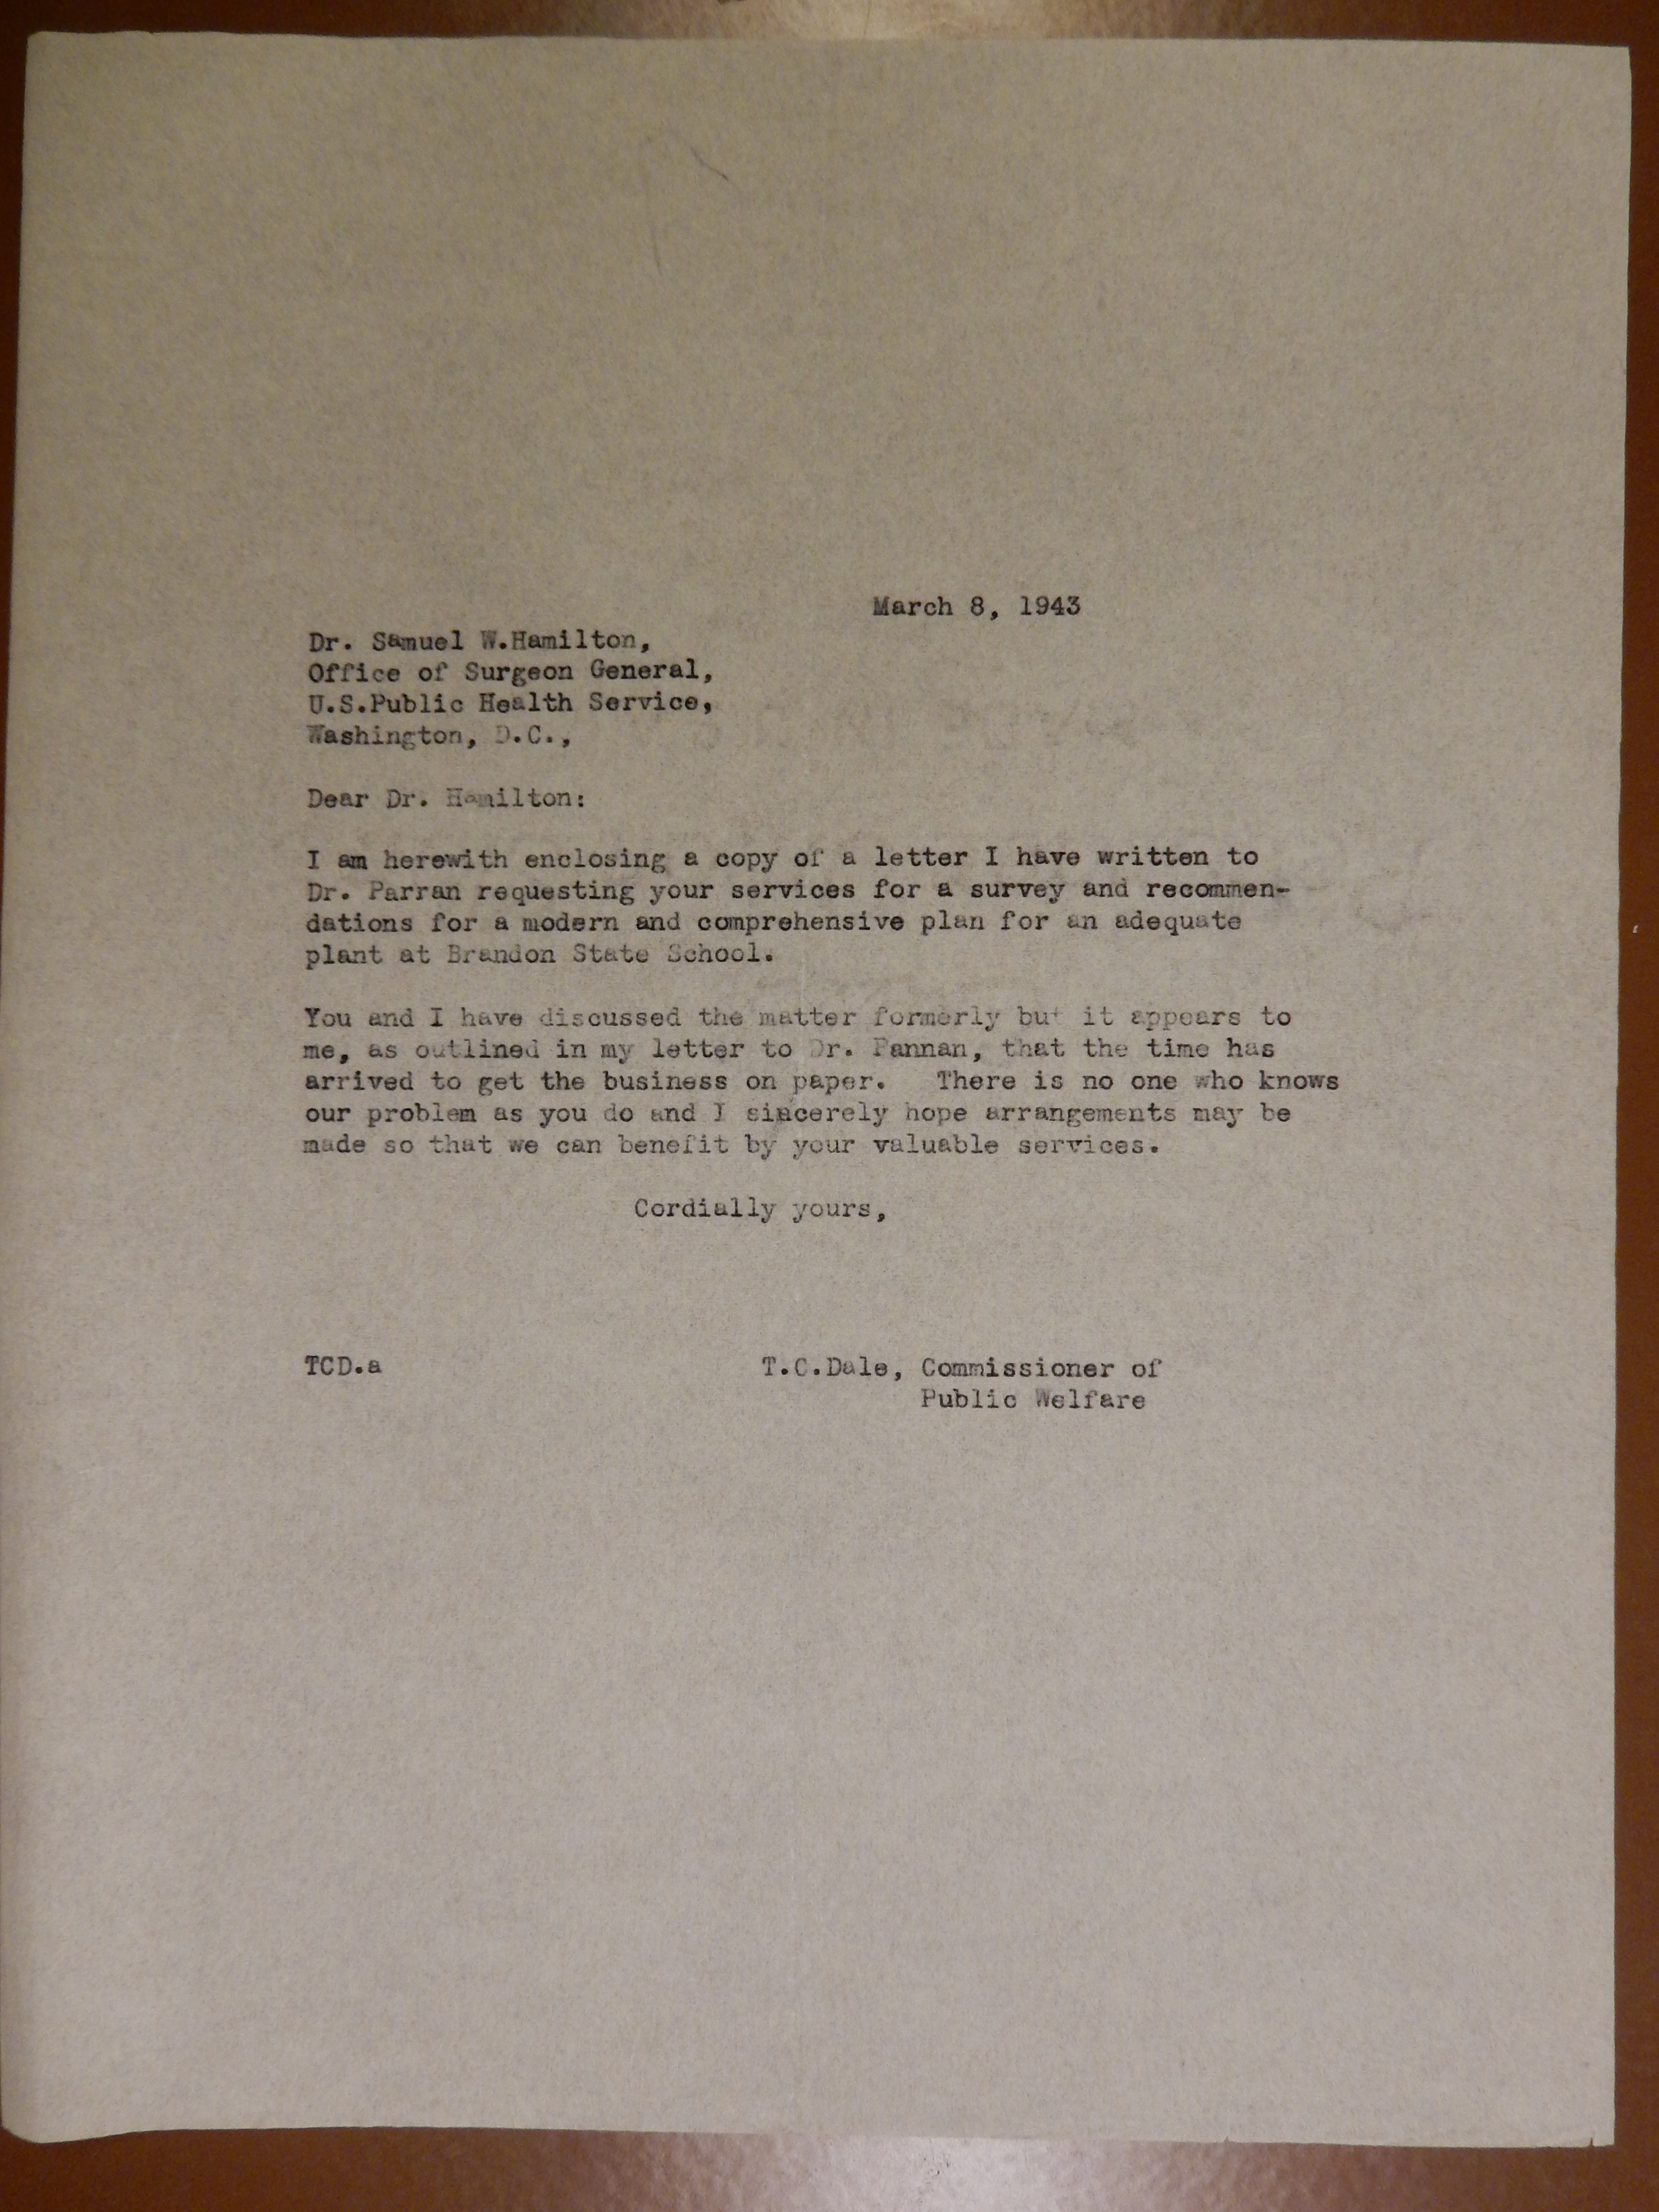 March 8, 1943
Dr. Samuel W.Hamilton,
Office of Surgeon General,
U.S.Public Health Service,
Washington, D.C.,
Dear Dr. Hamilton:
I am herewith enclosing a copy of a letter I have written to
Dr. Parran requesting your services for a survey and recommen-
dations for a modern and comprehensive plan for an adequate
plant at Brandon State School.
You and I have discussed the matter formerly but it appears to
me, as outlined in my letter to Dr. Pannan, that the time has
arrived to get the business on paper. There is no one who knows
our problem as you do and I sincerely hope arrangements may be
made so that we can benefit by your valuable services.
Cordially yours,
TCD.a T.C.Dale, Commissioner of
Public Welfare